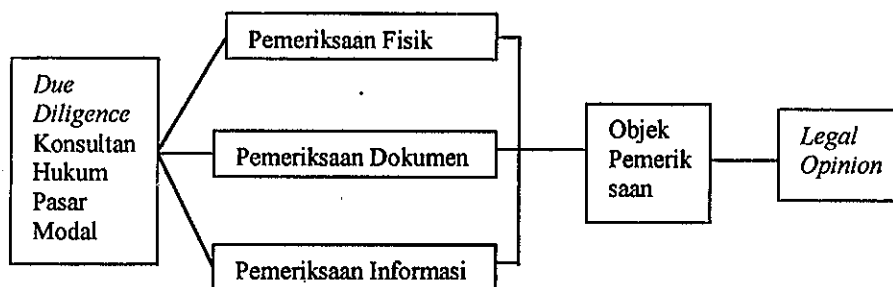 Due
Diligence
Konsultan
Hukum
Pasar
Modal
Pemeriksaan Fisik
Pemeriksaan Dokumen
Pemeriksaan Informasi
Objek
Pemerik
saan
Legal
Opinion